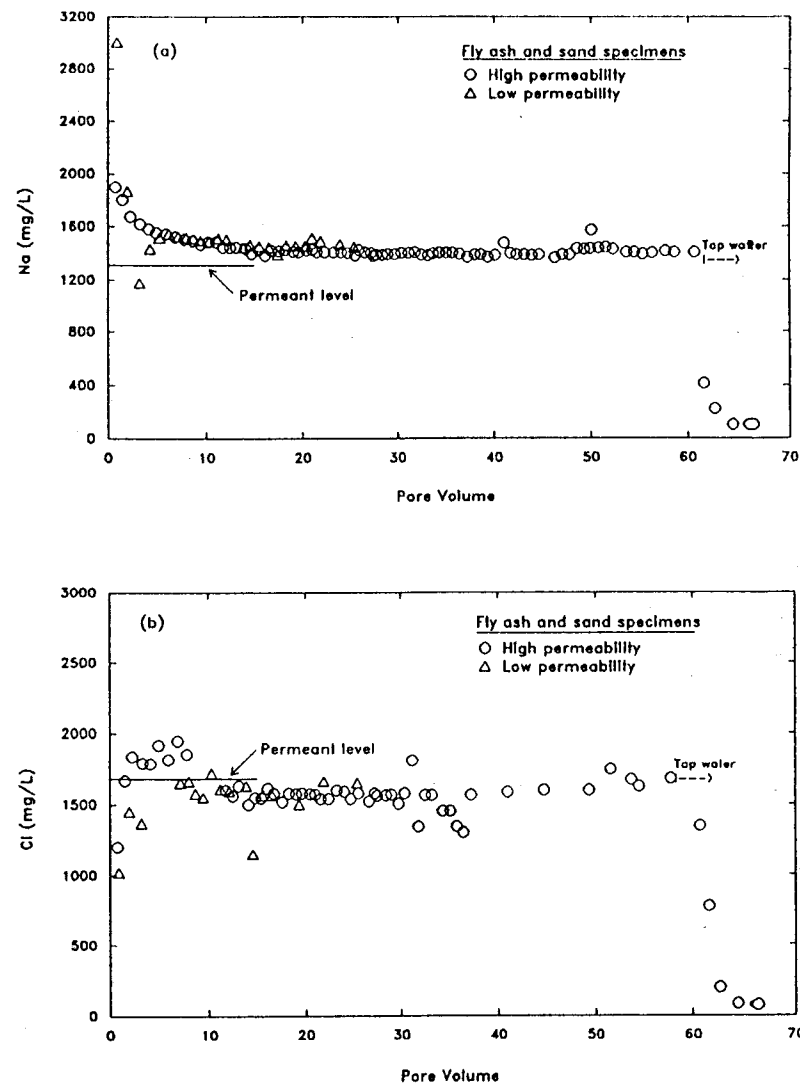 3200
(a)
Fly ash and sand specimens
High permeability
Low permeability
2800
2400
2000
1600
1200
800
400
0
Na (mg/L)
Tap water
Permeant level
0 10 20 30 40 50 60 70
Pore Volume
3000
(b)
Fly ash and sand specimens
High permeability
Low permeability
2500
2000
1500
1000
500
0
Cl (mg/L)
Permeant level
Tap water
0 10 20 30 40 50 60 70
Pore Volume